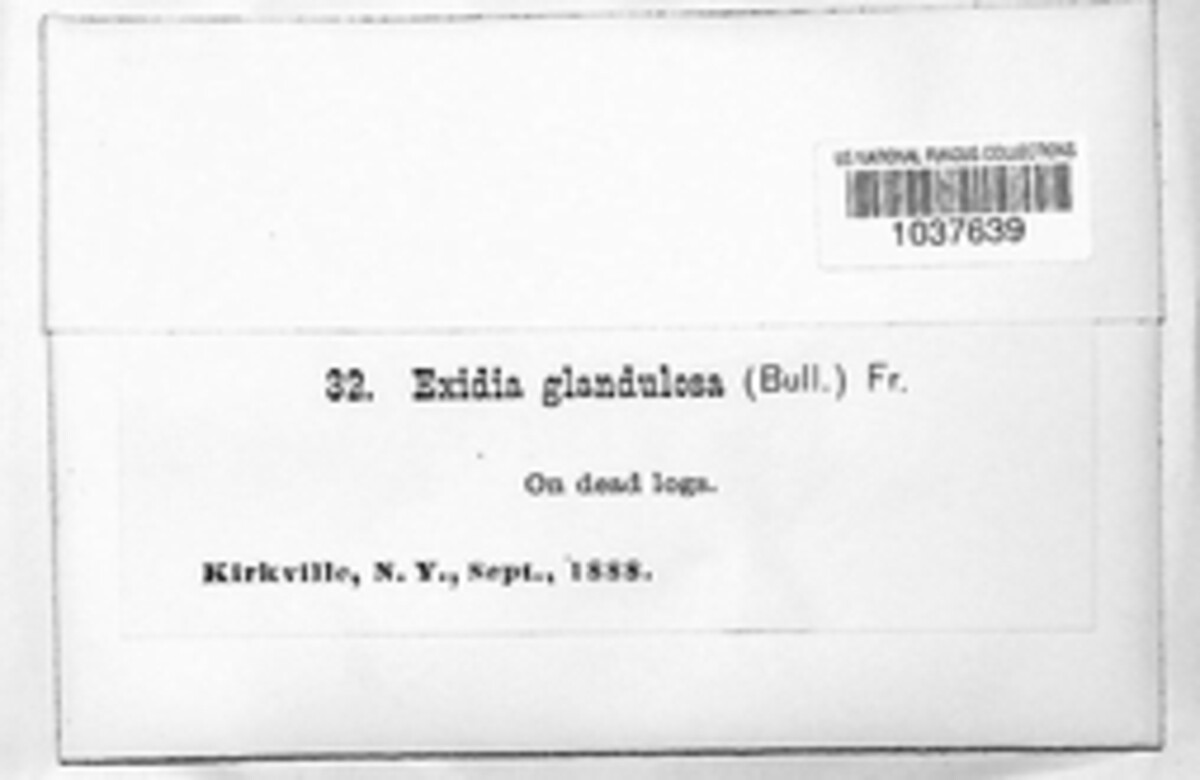 US NATIONAL FUNGUS COLLECTIONS
1037639
32. Exidia glandulosa (Bull.) Fr.
On dead logs.
Kirkville, N. Y., Sept., 1888.